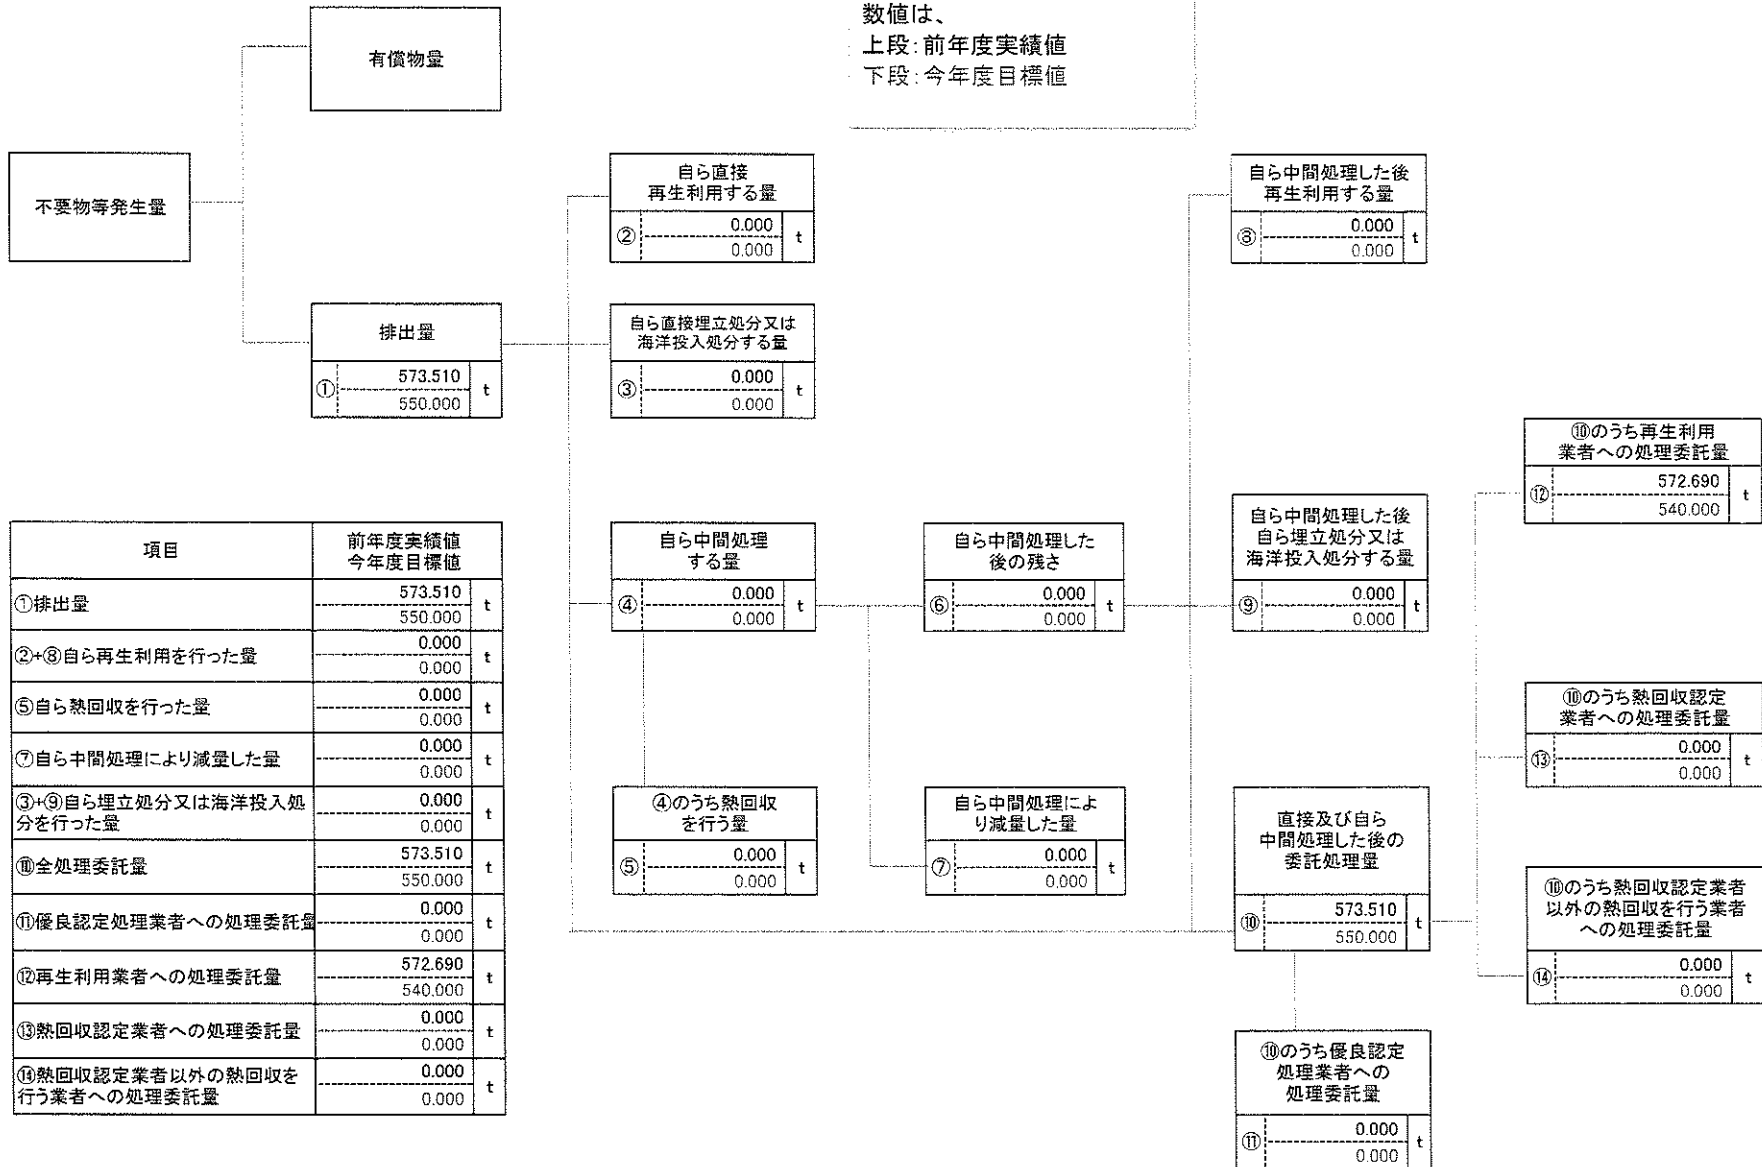 数値は、
上段:前年度実績値
下段:今年度目標値
有償物量
不要物等発生量
排出量
① 573.510 t
550.000
自ら直接
再生利用する量
② 0.000 t
0.000
自ら直接埋立処分又は
海洋投入処分する量
③ 0.000 t
0.000
自ら中間処理
する量
④ 0.000 t
0.000
④のうち熱回収
を行う量
⑤ 0.000 t
0.000
自ら中間処理した
後の残さ
⑥ 0.000 t
0.000
自ら中間処理によ
り減量した量
⑦ 0.000 t
0.000
自ら中間処理した後
再生利用する量
⑧ 0.000 t
0.000
自ら中間処理した後
自ら埋立処分又は
海洋投入処分する量
⑨ 0.000 t
0.000
直接及び自ら
中間処理した後の
委託処理量
⑩ 573.510 t
550.000
⑩のうち優良認定
処理業者への
処理委託量
⑪ 0.000 t
0.000
⑩のうち再生利用
業者への処理委託量
⑫ 572.690 t
540.000
⑩のうち熱回収認定
業者への処理委託量
⑬ 0.000 t
0.000
⑩のうち熱回収認定業者
以外の熱回収を行う業者
への処理委託量
⑭ 0.000 t
0.000
項目 前年度実績値
今年度目標値
①排出量 573.510 t
550.000
②+⑧自ら再生利用を行った量 0.000 t
0.000
⑤自ら熱回収を行った量 0.000 t
0.000
⑦自ら中間処理により減量した量 0.000 t
0.000
③+⑨自ら埋立処分又は海洋投入処 0.000 t
分を行った量 0.000
⑩全処理委託量 573.510 t
550.000
⑪優良認定処理業者への処理委託量 0.000 t
0.000
⑫再生利用業者への処理委託量 572.690 t
540.000
⑬熱回収認定業者への処理委託量 0.000 t
0.000
⑭熱回収認定業者以外の熱回収を 0.000 t
行う業者への処理委託量 0.000